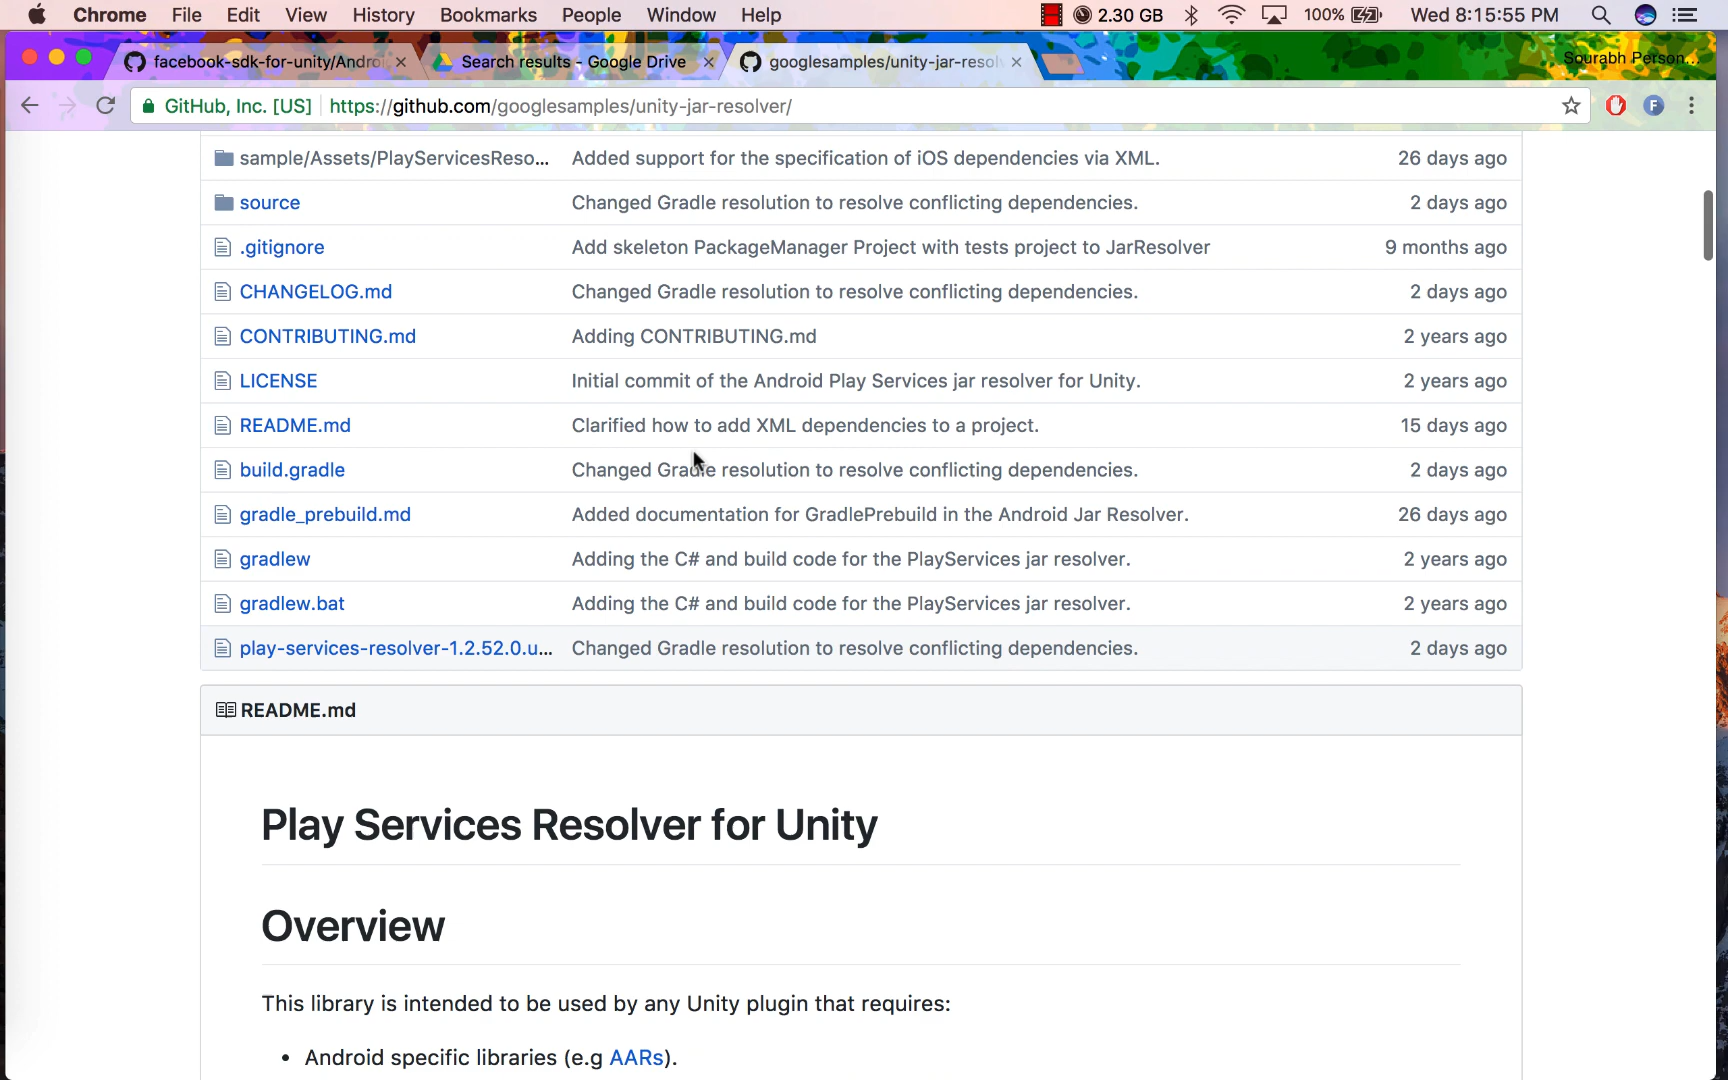 Chrome File Edit View History Bookmarks People Window Help 2.30 GB 100% Wed 8:15:55 PM
facebook-sdk-for-unity/Androi Search results - Google Drive googlesamples/unity-jar-resol Sourabh Person...
GitHub, Inc. [US] https://github.com/googlesamples/unity-jar-resolver/ F
sample/Assets/PlayServicesReso... Added support for the specification of iOS dependencies via XML. 26 days ago
source Changed Gradle resolution to resolve conflicting dependencies. 2 days ago
.gitignore Add skeleton PackageManager Project with tests project to JarResolver 9 months ago
CHANGELOG.md Changed Gradle resolution to resolve conflicting dependencies. 2 days ago
CONTRIBUTING.md Adding CONTRIBUTING.md 2 years ago
LICENSE Initial commit of the Android Play Services jar resolver for Unity. 2 years ago
README.md Clarified how to add XML dependencies to a project. 15 days ago
build.gradle Changed Gradle resolution to resolve conflicting dependencies. 2 days ago
gradle_prebuild.md Added documentation for GradlePrebuild in the Android Jar Resolver. 26 days ago
gradlew Adding the C# and build code for the PlayServices jar resolver. 2 years ago
gradlew.bat Adding the C# and build code for the PlayServices jar resolver. 2 years ago
play-services-resolver-1.2.52.0.u... Changed Gradle resolution to resolve conflicting dependencies. 2 days ago
README.md
Play Services Resolver for Unity
Overview
This library is intended to be used by any Unity plugin that requires:
• Android specific libraries (e.g AARs).